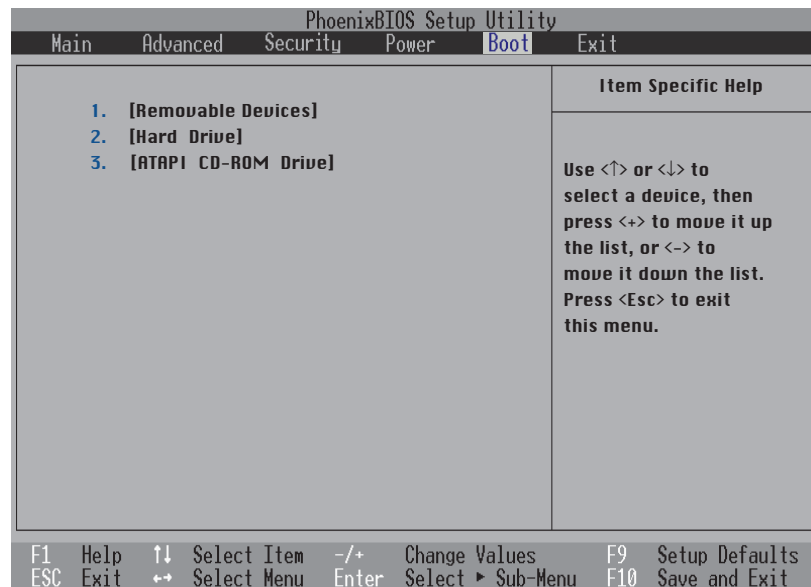 PhoenixBIOS Setup Utility
Main Advanced Security Power Boot Exit
1. [Removable Devices]
2. [Hard Drive]
3. [ATAPI CD-ROM Drive]
Item Specific Help
Use <↑> or <↓> to
select a device, then
press <+> to move it up
the list, or <-> to
move it down the list.
Press <Esc> to exit
this menu.
F1 Help ↑↓ Select Item -/+ Change Values F9 Setup Defaults
ESC Exit ←→ Select Menu Enter Select ▶ Sub-Menu F10 Save and Exit